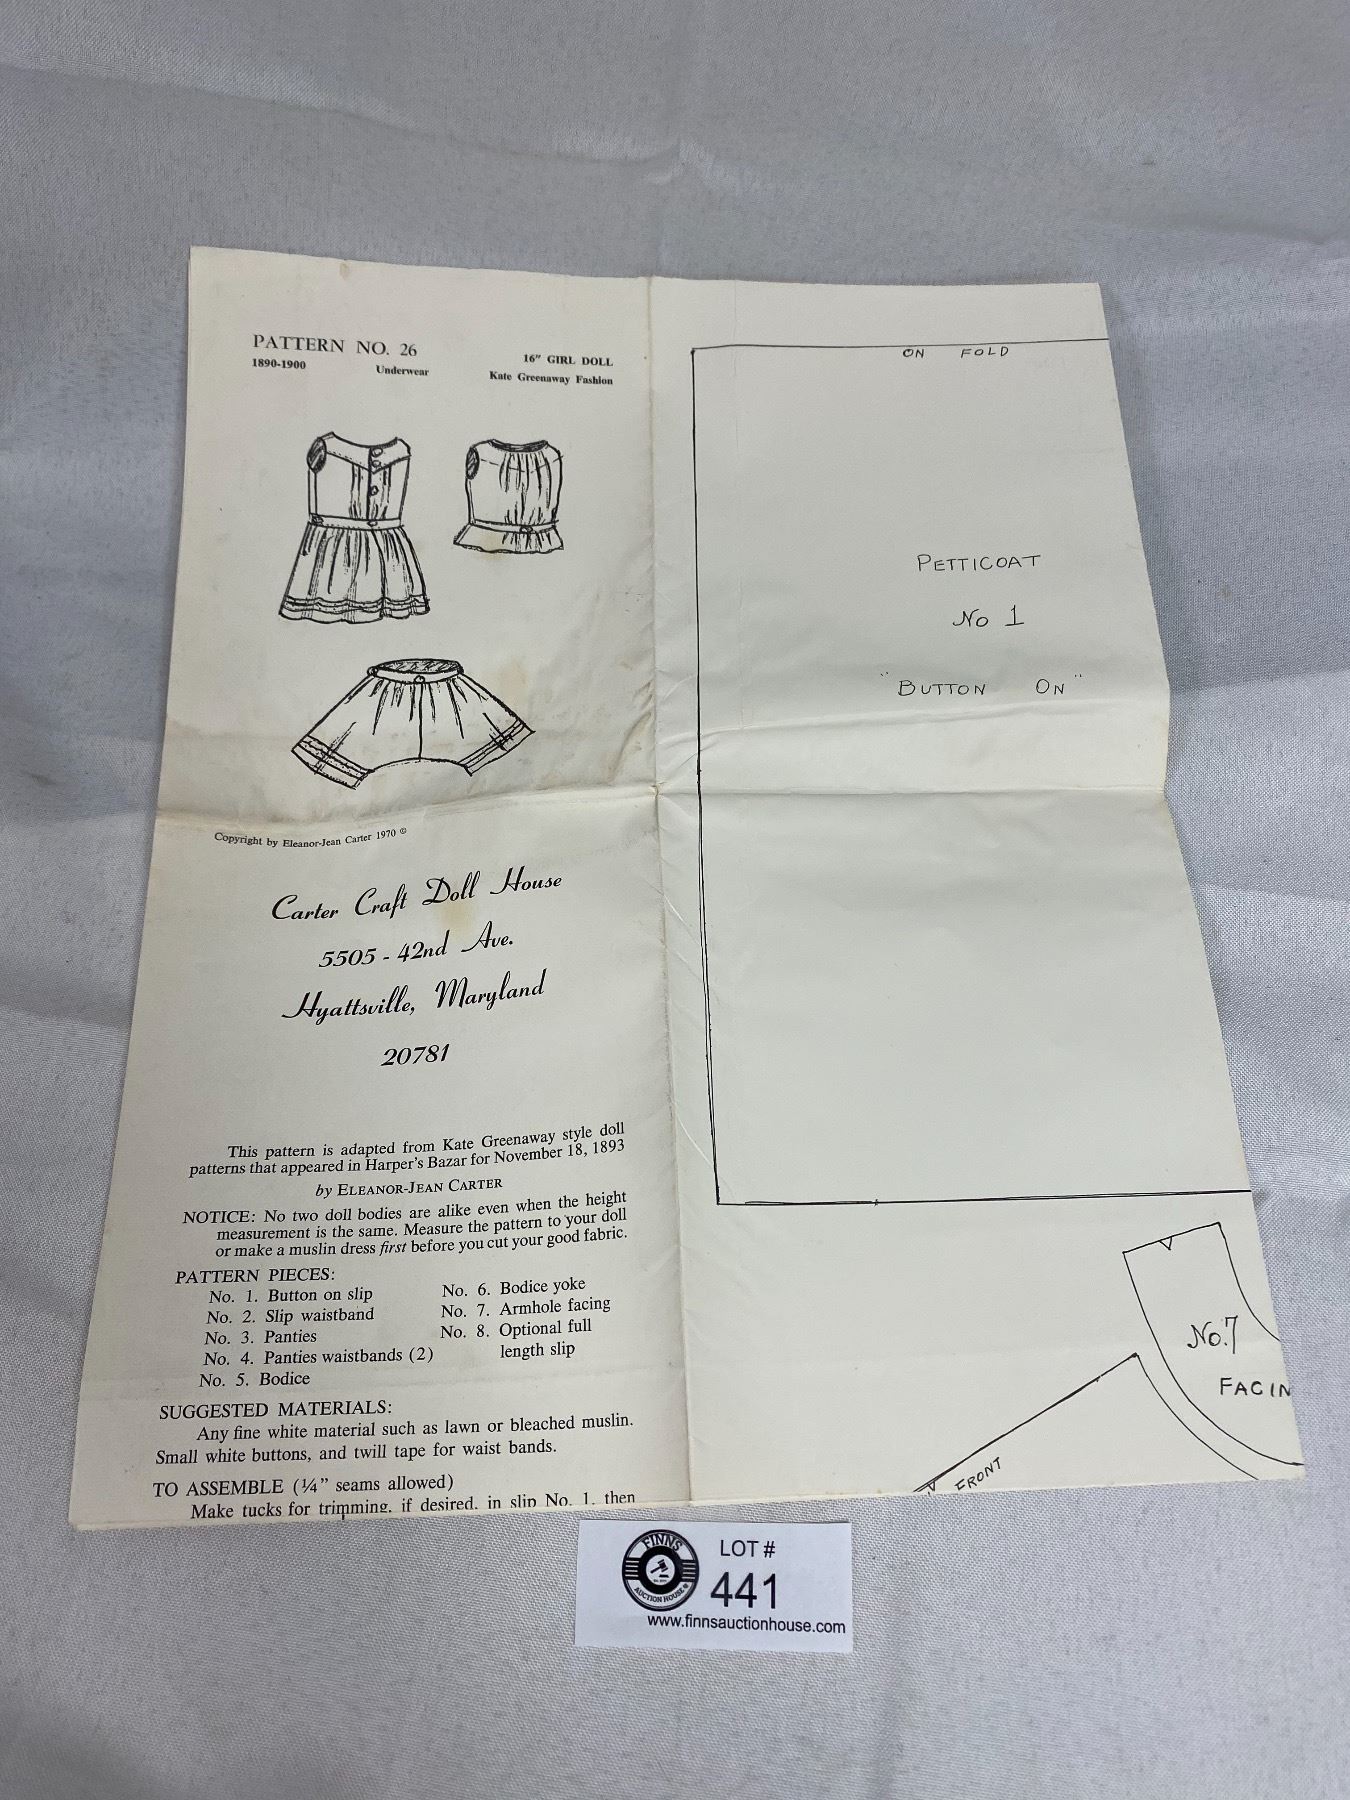 PATTERN NO. 26
1890-1900
Underwear
16" GIRL DOLL
Kate Greenaway Fashion
Copyright by Eleanor-Jean Carter 1970 ©
Carter Craft Doll House
5505 - 42nd Ave.
Hyattsville, Maryland
20781
This pattern is adapted from Kate Greenaway style doll
patterns that appeared in Harper's Bazar for November 18, 1893
by ELEANOR-JEAN CARTER
NOTICE: No two doll bodies are alike even when the height
measurement is the same. Measure the pattern to your doll
or make a muslin dress first before you cut your good fabric.
PATTERN PIECES:
No. 1. Button on slip
No. 2. Slip waistband
No. 3. Panties
No. 4. Panties waistbands (2)
No. 5. Bodice
No. 6. Bodice yoke
No. 7. Armhole facing
No. 8. Optional full
length slip
SUGGESTED MATERIALS:
Any fine white material such as lawn or bleached muslin.
Small white buttons, and twill tape for waist bands.
TO ASSEMBLE (¼" seams allowed)
Make tucks for trimming, if desired, in slip No. 1, then
ON FOLD
PETTICOAT
No 1
"BUTTON ON"
No. 7
FACIN
FRONT
FINNS
AUCTION HOUSE
LOT #
441
www.finnsauctionhouse.com